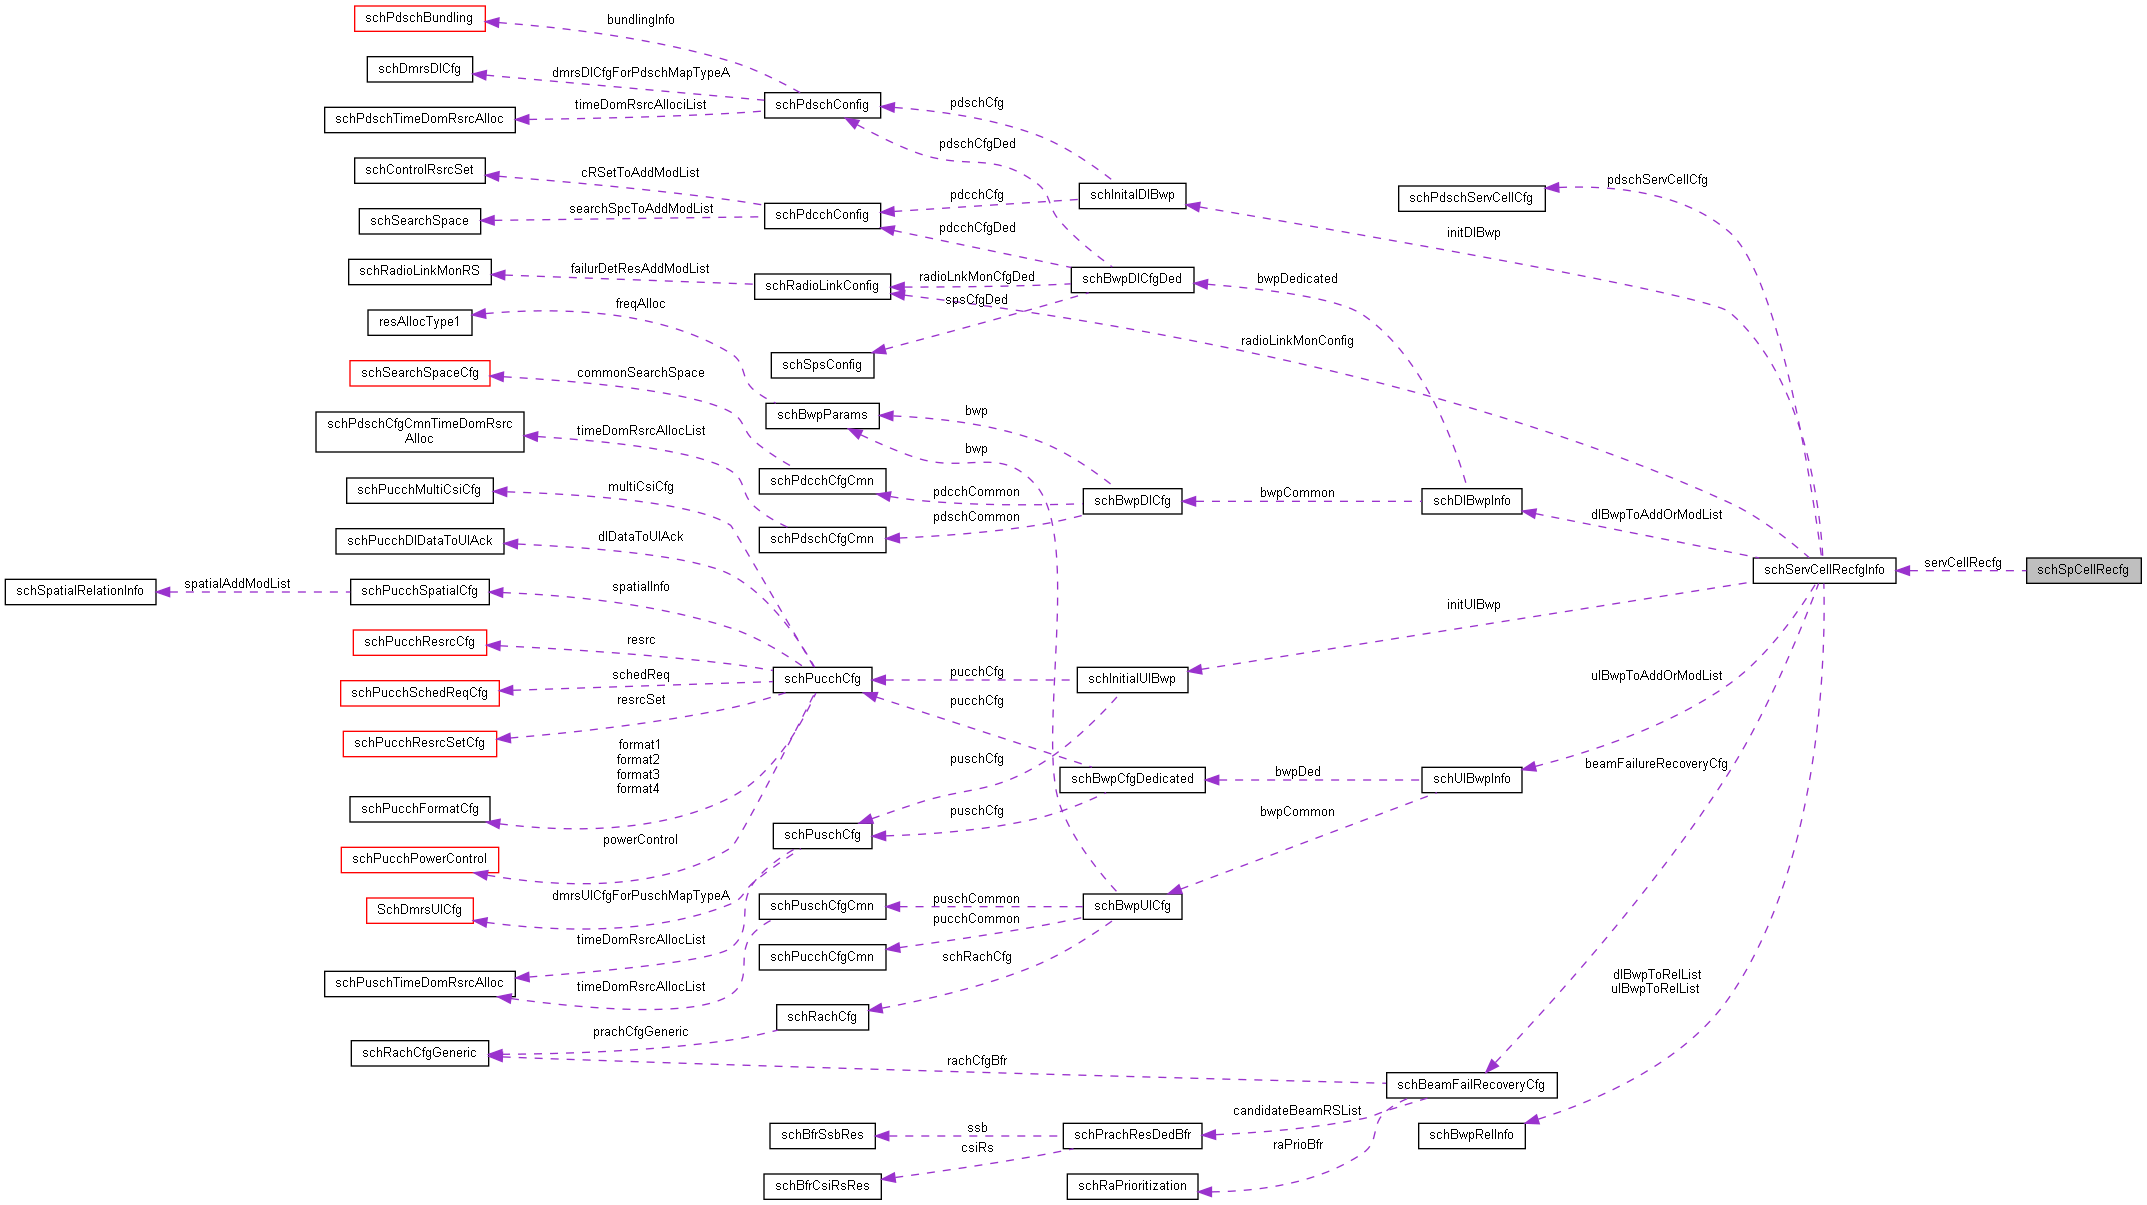 schPdschBundling
bundlingInfo
schDmrsDlCfg
dmrsDlCfgForPdschMapTypeA
schPdschTimeDomRsrcAlloc
timeDomRsrcAllociList
schPdschConfig
pdschCfg
pdschCfgDed
schControlRsrcSet
cRSetToAddModList
schSearchSpace
searchSpcToAddModList
schPdcchConfig
pdcchCfg
pdcchCfgDed
schInitalDlBwp
schPdschServCellCfg
pdschServCellCfg
initDlBwp
schRadioLinkMonRS
failurDetResAddModList
schRadioLinkConfig
radioLnkMonCfgDed
spsCfgDed
schBwpDlCfgDed
bwpDedicated
freqAlloc
resAllocType1
schSpsConfig
radioLinkMonConfig
schSearchSpaceCfg
commonSearchSpace
schBwpParams
bwp
bwp
schPdschCfgCmnTimeDomRsrc
Alloc
timeDomRsrcAllocList
schPdcchCfgCmn
pdcchCommon
pdschCommon
schBwpDlCfg
bwpCommon
schDlBwpInfo
dlBwpToAddOrModList
schPucchMultiCsiCfg
multiCsiCfg
schPucchDlDataToUlAck
dlDataToUlAck
schPdschCfgCmn
schServCellRecfgInfo
servCellRecfg
schSpCellRecfg
schSpatialRelationInfo
spatialAddModList
schPucchSpatialCfg
spatialInfo
initUlBwp
schPucchResrcCfg
resrc
schPucchSchedReqCfg
schedReq
resrcSet
schPucchCfg
pucchCfg
pucchCfg
schInitialUlBwp
ulBwpToAddOrModList
schPucchResrcSetCfg
format1
format2
format3
format4
puschCfg
schBwpCfgDedicated
bwpDed
schUlBwpInfo
beamFailureRecoveryCfg
schPucchFormatCfg
powerControl
schPuschCfg
puschCfg
bwpCommon
schPucchPowerControl
SchDmrsUlCfg
dmrsUlCfgForPuschMapTypeA
schPuschCfgCmn
puschCommon
pucchCommon
schBwpUlCfg
timeDomRsrcAllocList
schPucchCfgCmn
schRachCfg
schPuschTimeDomRsrcAlloc
timeDomRsrcAllocList
dlBwpToRelList
ulBwpToRelList
schRachCfg
prachCfgGeneric
schRachCfgGeneric
rachCfgBfr
schBeamFailRecoveryCfg
candidateBeamRSList
schBfrSsbRes
ssb
csiRs
schPrachResDedBfr
raPrioBfr
schBwpRelInfo
schBfrCsiRsRes
schRaPrioritization